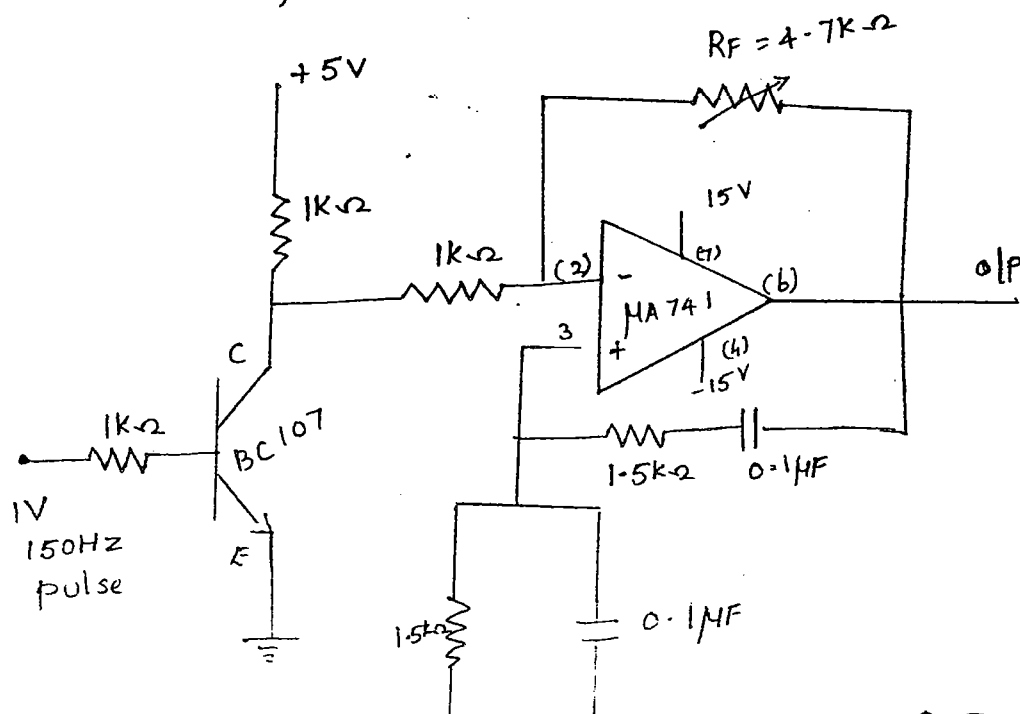 RF = 4.7KΩ
+5V
1KΩ
15V
1KΩ
(2)
(7)
-
μA 741
(6)
o/p
3
+
(4)
-15V
C
1KΩ
BC107
1.5KΩ
0.1μF
1V
150Hz
pulse
E
1.5KΩ
0.1μF